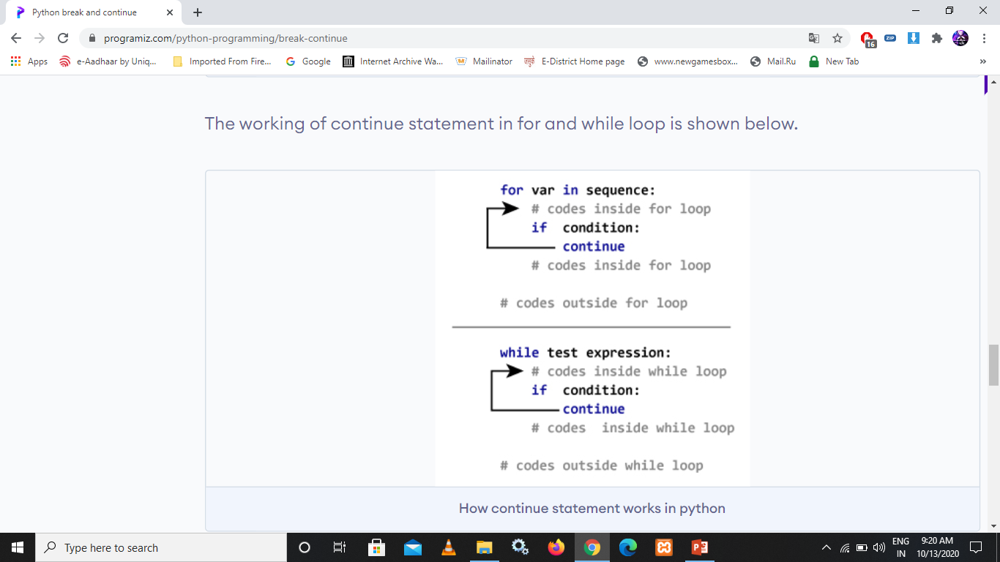 Python break and continue
programiz.com/python-programming/break-continue
16
ZIP
Apps e-Aadhaar by Uniq... Imported From Fire... Google Internet Archive Wa... Mailinator E-District Home page www.newgamesbox... Mail.Ru New Tab »
The working of continue statement in for and while loop is shown below.
for var in sequence:
# codes inside for loop
if condition:
continue
# codes inside for loop
# codes outside for loop
while test expression:
# codes inside while loop
if condition:
continue
# codes inside while loop
# codes outside while loop
How continue statement works in python
Type here to search
ENG 9:20 AM
IN 10/13/2020